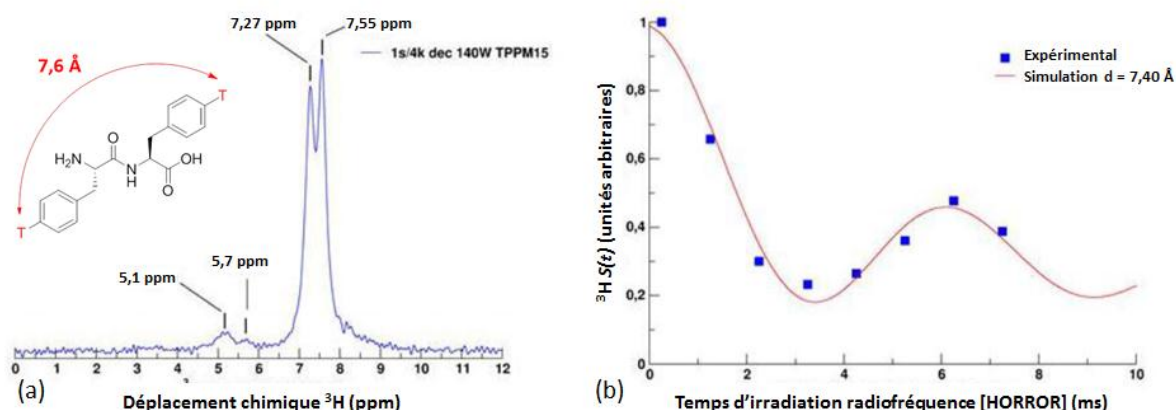 7,27 ppm
7,55 ppm
1s/4k dec 140W TPPM15
7,6 Å
T
O
OH
H2N
N
H
O
T
5,1 ppm
5,7 ppm
0 1 2 3 4 5 6 7 8 9 10 11 12
(a)
Déplacement chimique ³H (ppm)
³H S(t) (unités arbitraires)
1
0,8
0,6
0,4
0,2
0
Expérimental
Simulation d = 7,40 Å
0 2 4 6 8 10
(b)
Temps d'irradiation radiofréquence [HORROR] (ms)